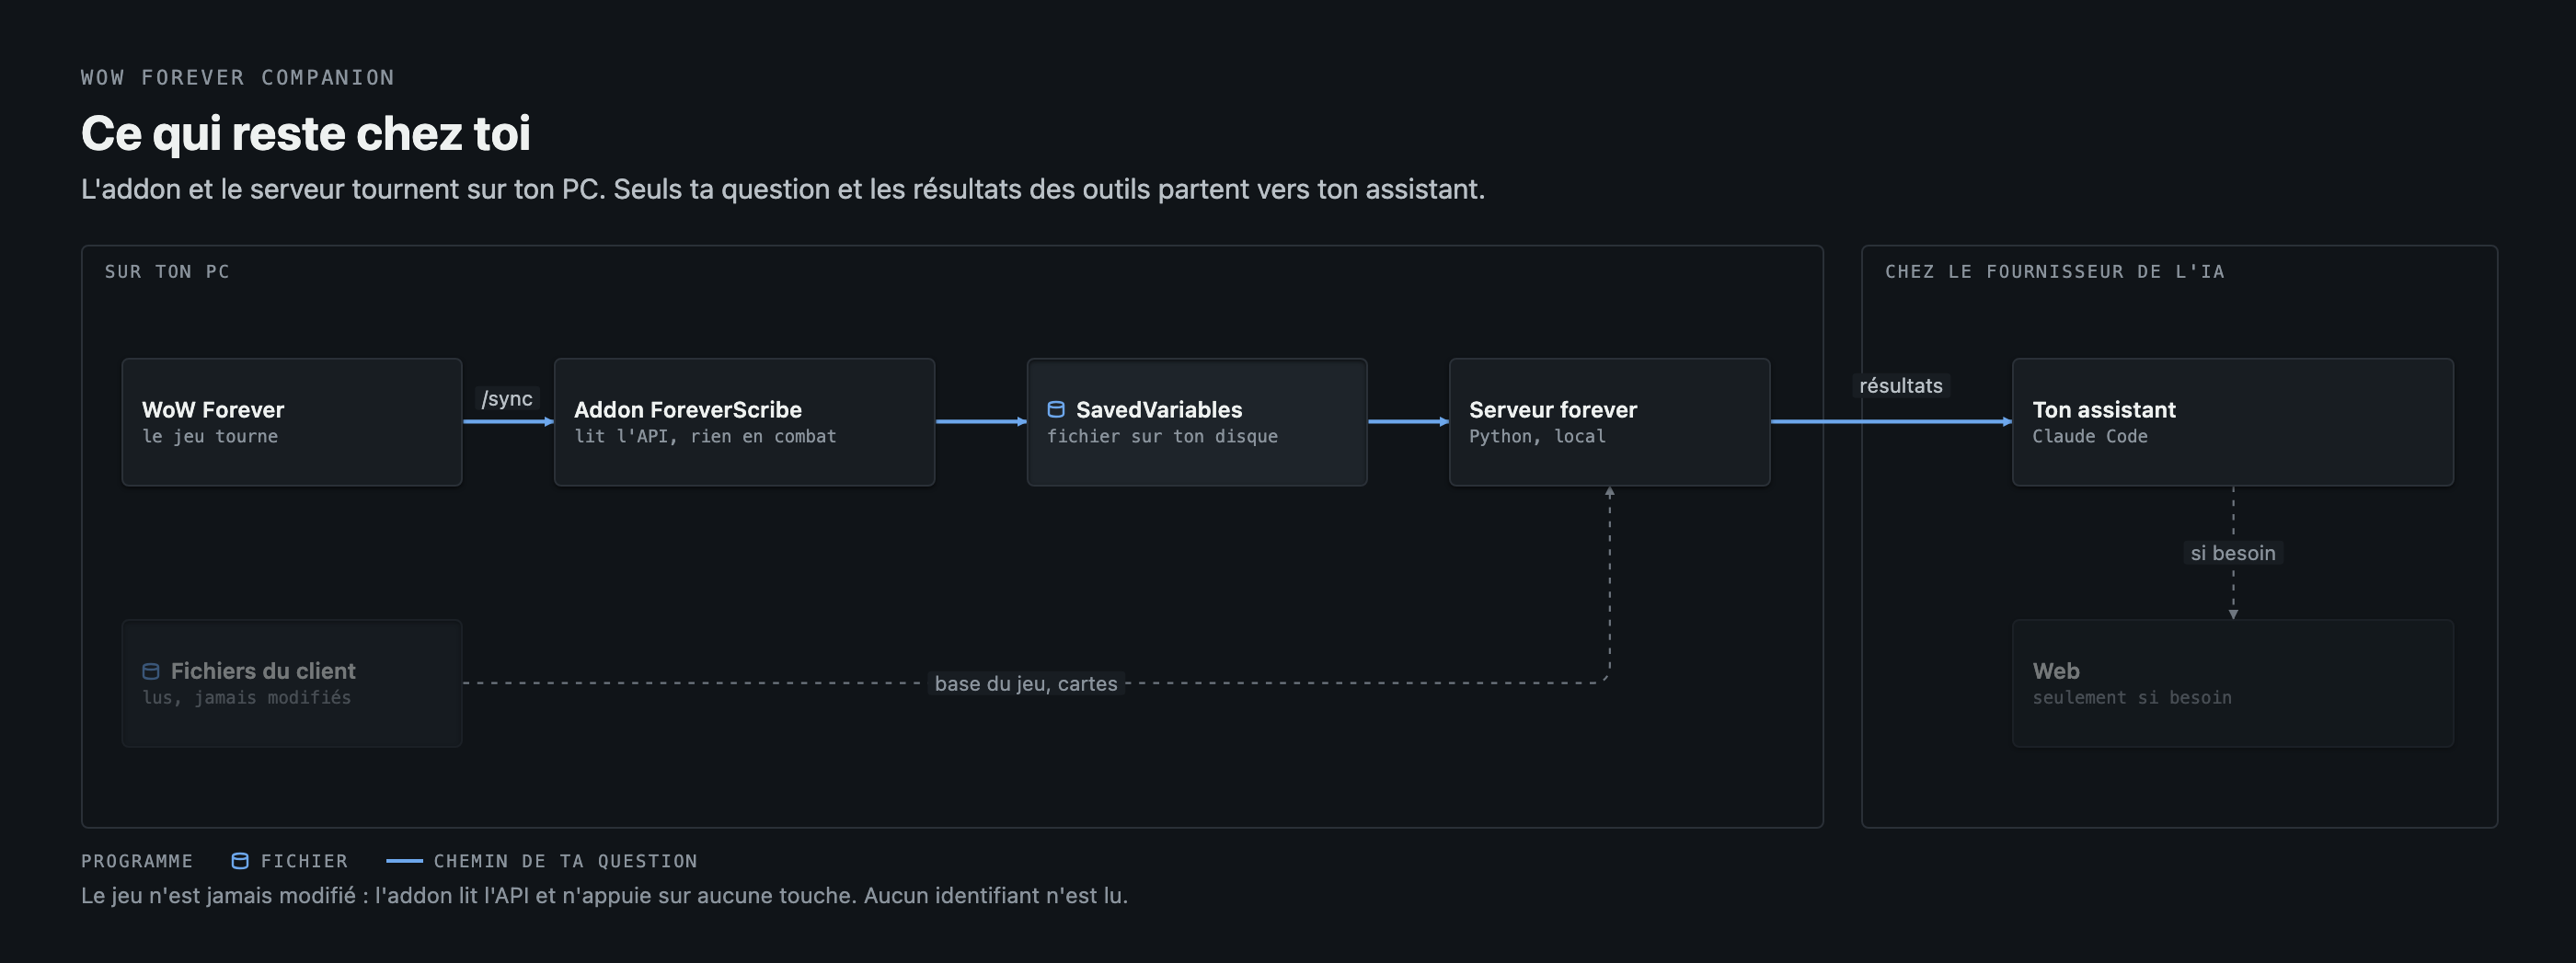 WOW FOREVER COMPANION
Ce qui reste chez toi
L'addon et le serveur tournent sur ton PC. Seuls ta question et les résultats des outils partent vers ton assistant.
SUR TON PC
WoW Forever
le jeu tourne
/sync
Addon ForeverScribe
lit l'API, rien en combat
SavedVariables
fichier sur ton disque
Serveur forever
Python, local
Fichiers du client
lus, jamais modifiés
base du jeu, cartes
CHEZ LE FOURNISSEUR DE L'IA
résultats
Ton assistant
Claude Code
si besoin
Web
seulement si besoin
PROGRAMME FICHIER CHEMIN DE TA QUESTION
Le jeu n'est jamais modifié : l'addon lit l'API et n'appuie sur aucune touche. Aucun identifiant n'est lu.